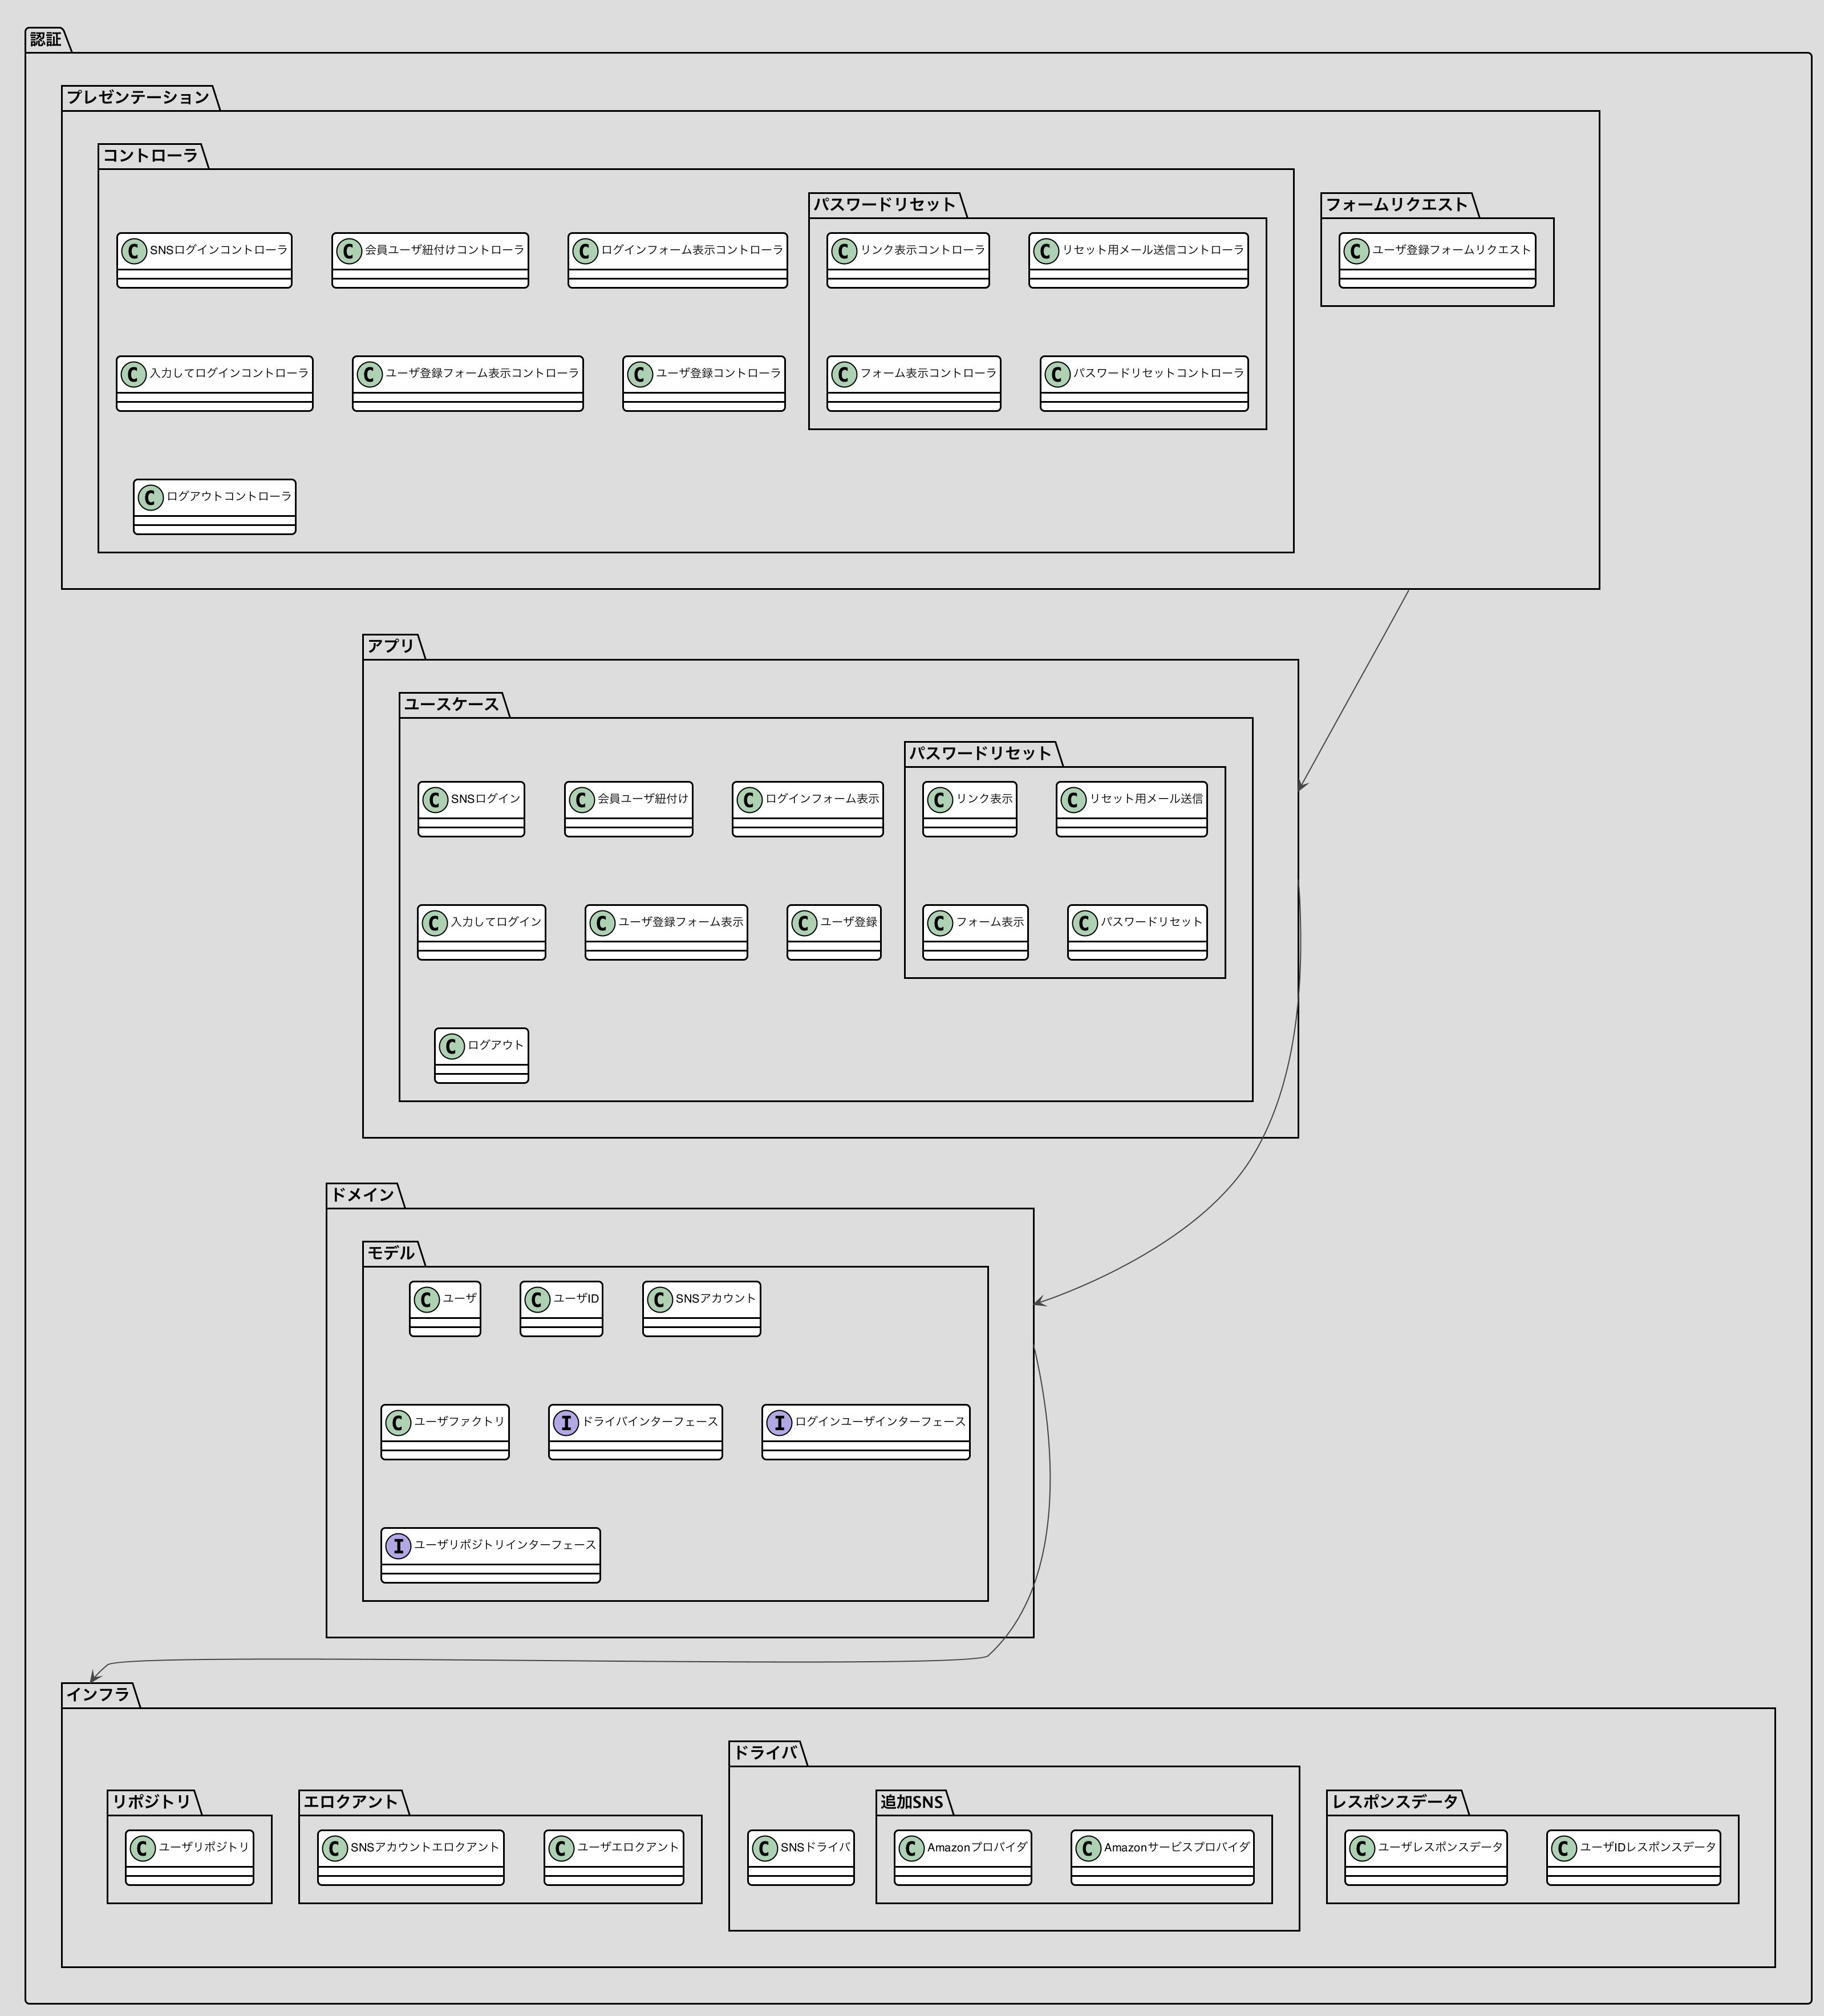 認証
プレゼンテーション
コントローラ
C SNSログインコントローラ
C 会員ユーザ紐付けコントローラ
C ログインフォーム表示コントローラ
C 入力してログインコントローラ
C ユーザ登録フォーム表示コントローラ
C ユーザ登録コントローラ
C ログアウトコントローラ
パスワードリセット
C リンク表示コントローラ
C リセット用メール送信コントローラ
C フォーム表示コントローラ
C パスワードリセットコントローラ
フォームリクエスト
C ユーザ登録フォームリクエスト
アプリ
ユースケース
C SNSログイン
C 会員ユーザ紐付け
C ログインフォーム表示
C 入力してログイン
C ユーザ登録フォーム表示
C ユーザ登録
C ログアウト
パスワードリセット
C リンク表示
C リセット用メール送信
C フォーム表示
C パスワードリセット
ドメイン
モデル
C ユーザ
C ユーザID
C SNSアカウント
C ユーザファクトリ
I ドライバインターフェース
I ログインユーザインターフェース
I ユーザリポジトリインターフェース
インフラ
リポジトリ
C ユーザリポジトリ
エロクアント
C SNSアカウントエロクアント
C ユーザエロクアント
ドライバ
C SNSドライバ
追加SNS
C Amazonプロバイダ
C Amazonサービスプロバイダ
レスポンスデータ
C ユーザレスポンスデータ
C ユーザIDレスポンスデータ